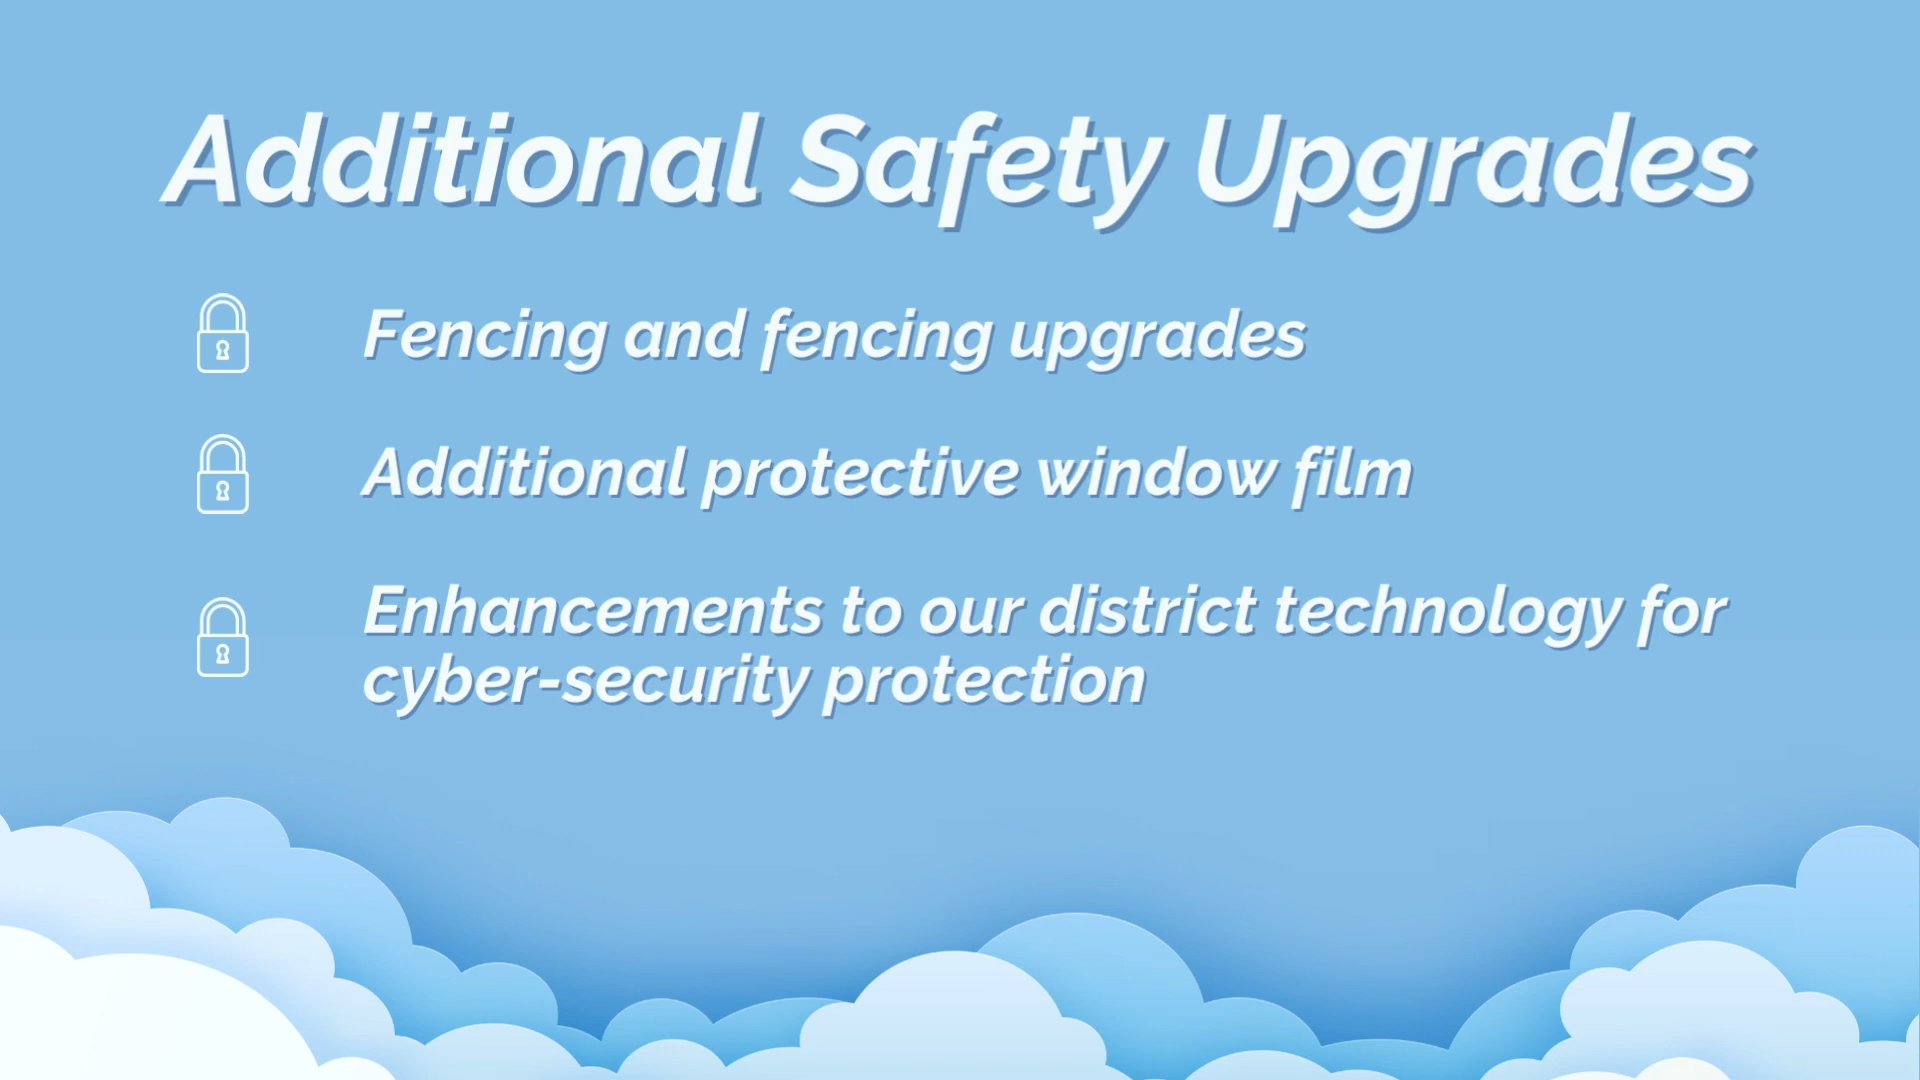 Additional Safety Upgrades
Fencing and fencing upgrades
Additional protective window film
Enhancements to our district technology for
cyber-security protection